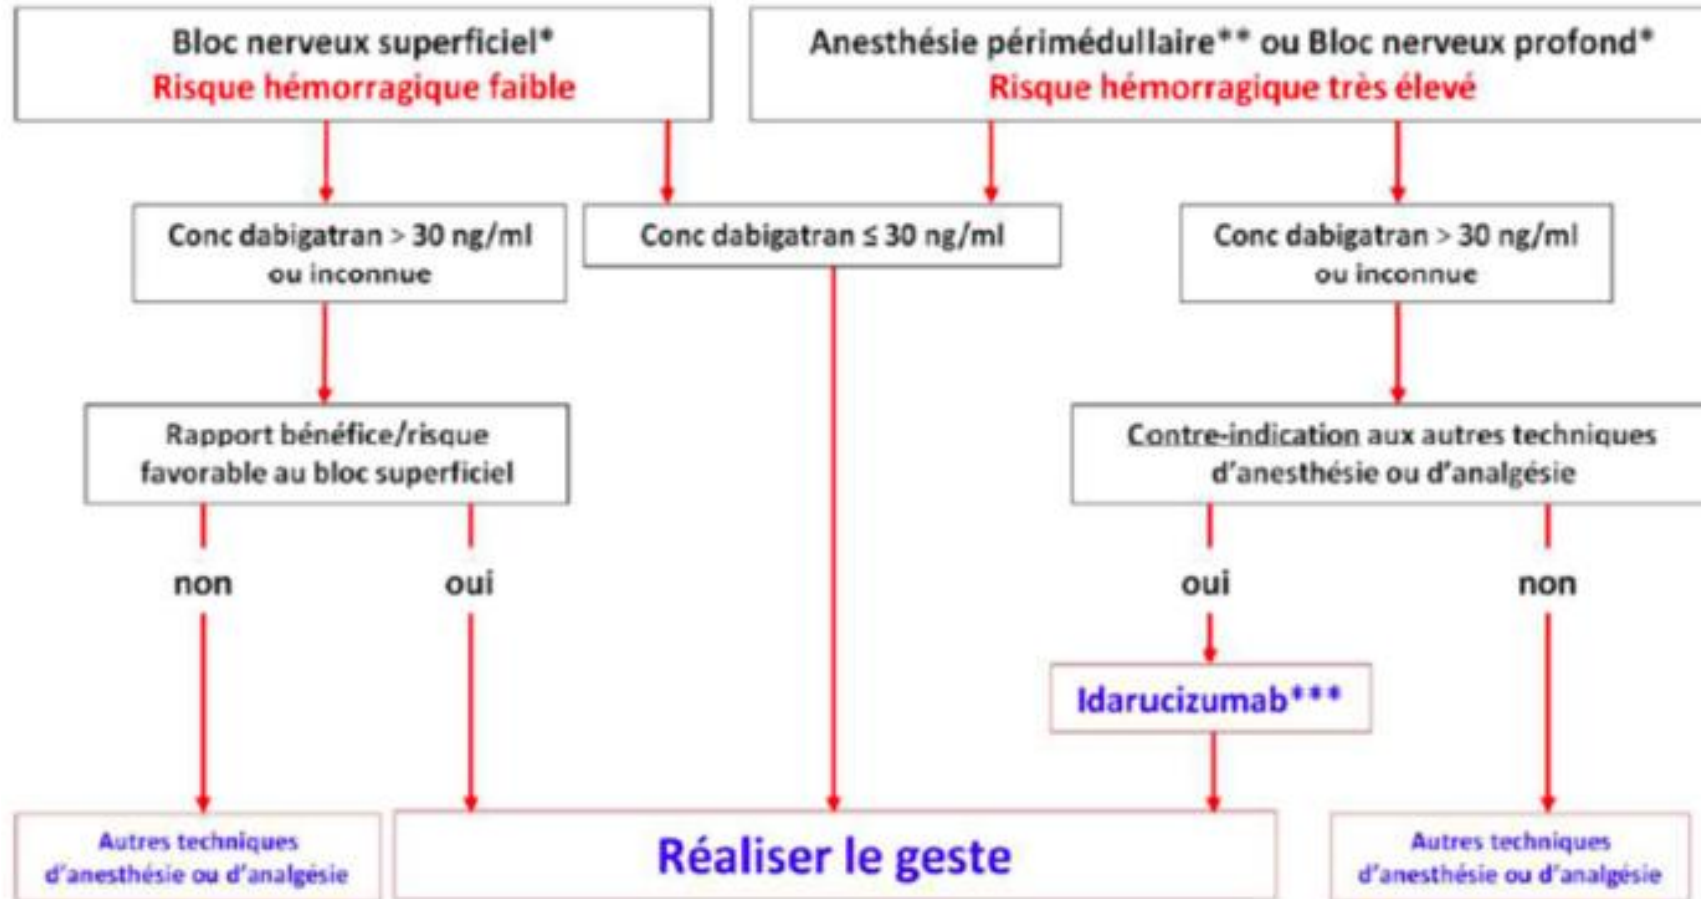 Bloc nerveux superficiel*
Risque hémorragique faible
Anesthésie périmédullaire** ou Bloc nerveux profond*
Risque hémorragique très élevé
Conc dabigatran > 30 ng/ml
ou inconnue
Conc dabigatran ≤ 30 ng/ml
Conc dabigatran > 30 ng/ml
ou inconnue
Rapport bénéfice/risque
favorable au bloc superficiel
Contre-indication aux autres techniques
d'anesthésie ou d'analgésie
non
oui
oui
non
Idarucizumab***
Autres techniques
d'anesthésie ou d'analgésie
Réaliser le geste
Autres techniques
d'anesthésie ou d'analgésie